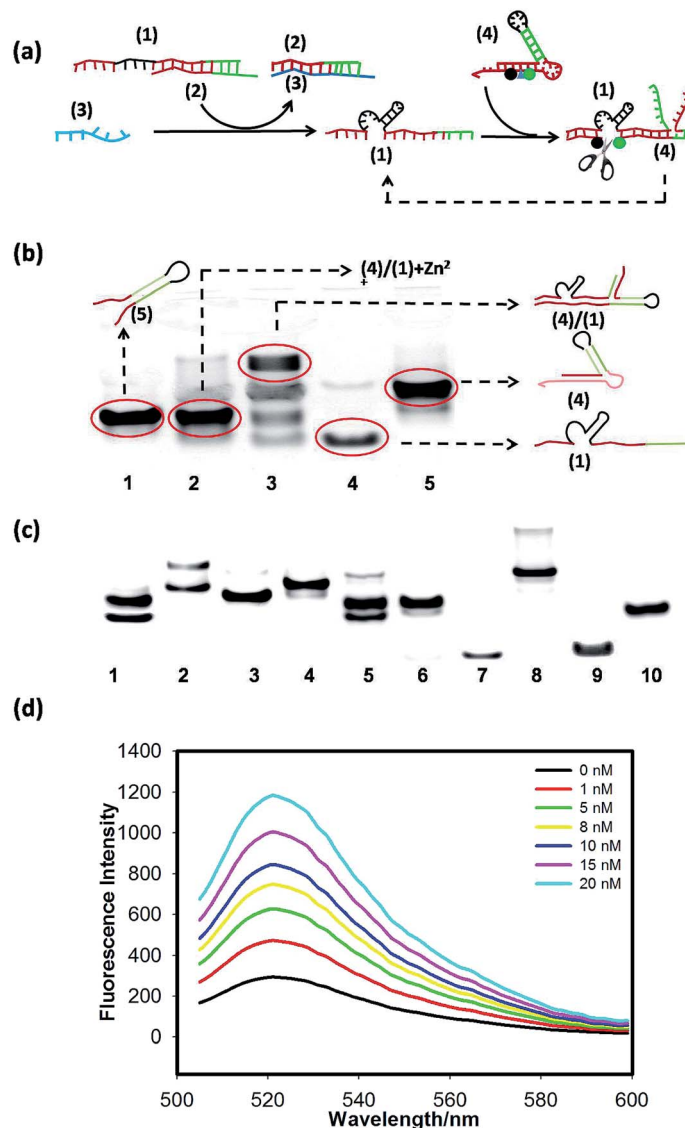 (a)
(1)
(2)
(4)
(3)
(2)
(1)
(3)
(1)
(4)
(b)
(4)/(1)+Zn²
+
(5)
(4)/(1)
(4)
(1)
1 2 3 4 5
(c)
1 2 3 4 5 6 7 8 9 10
(d)
1400
1200
1000
800
600
400
200
0
Fluorescence Intensity
0 nM
1 nM
5 nM
8 nM
10 nM
15 nM
20 nM
500 520 540 560 580 600
Wavelength/nm